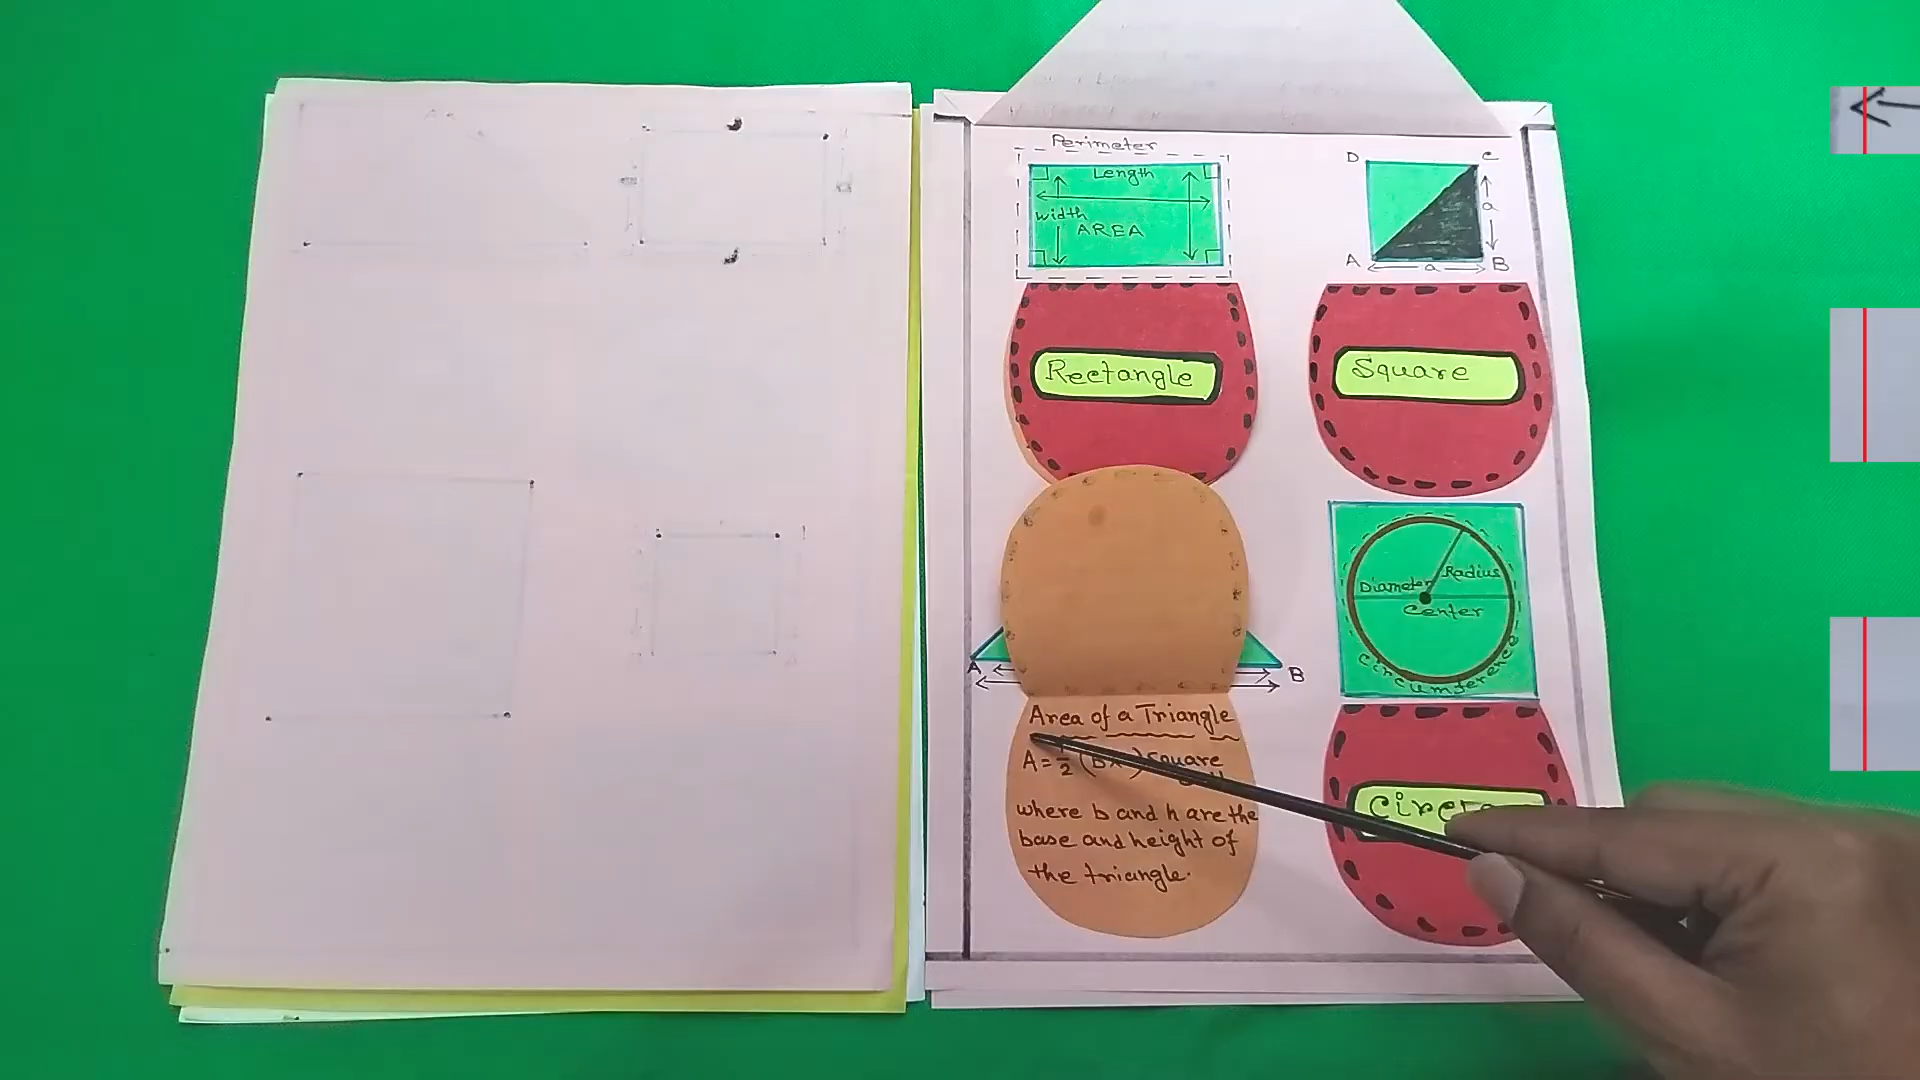 Perimeter
Length
width
AREA
D
C
a
A
a
B
Rectangle
Square
Diameter
Radius
Center
Circumference
A
B
Area of a Triangle
A = 1/2 (b×
Square
where b and h are the
base and height of
the triangle.